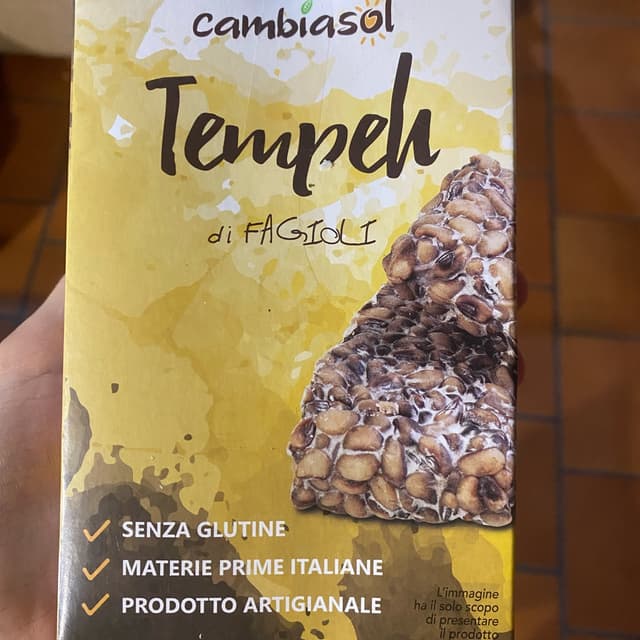 cambiasol
Tempeh
di FAGIOLI
SENZA GLUTINE
MATERIE PRIME ITALIANE
PRODOTTO ARTIGIANALE
L'immagine
ha il solo scopo
di presentare
il prodotto